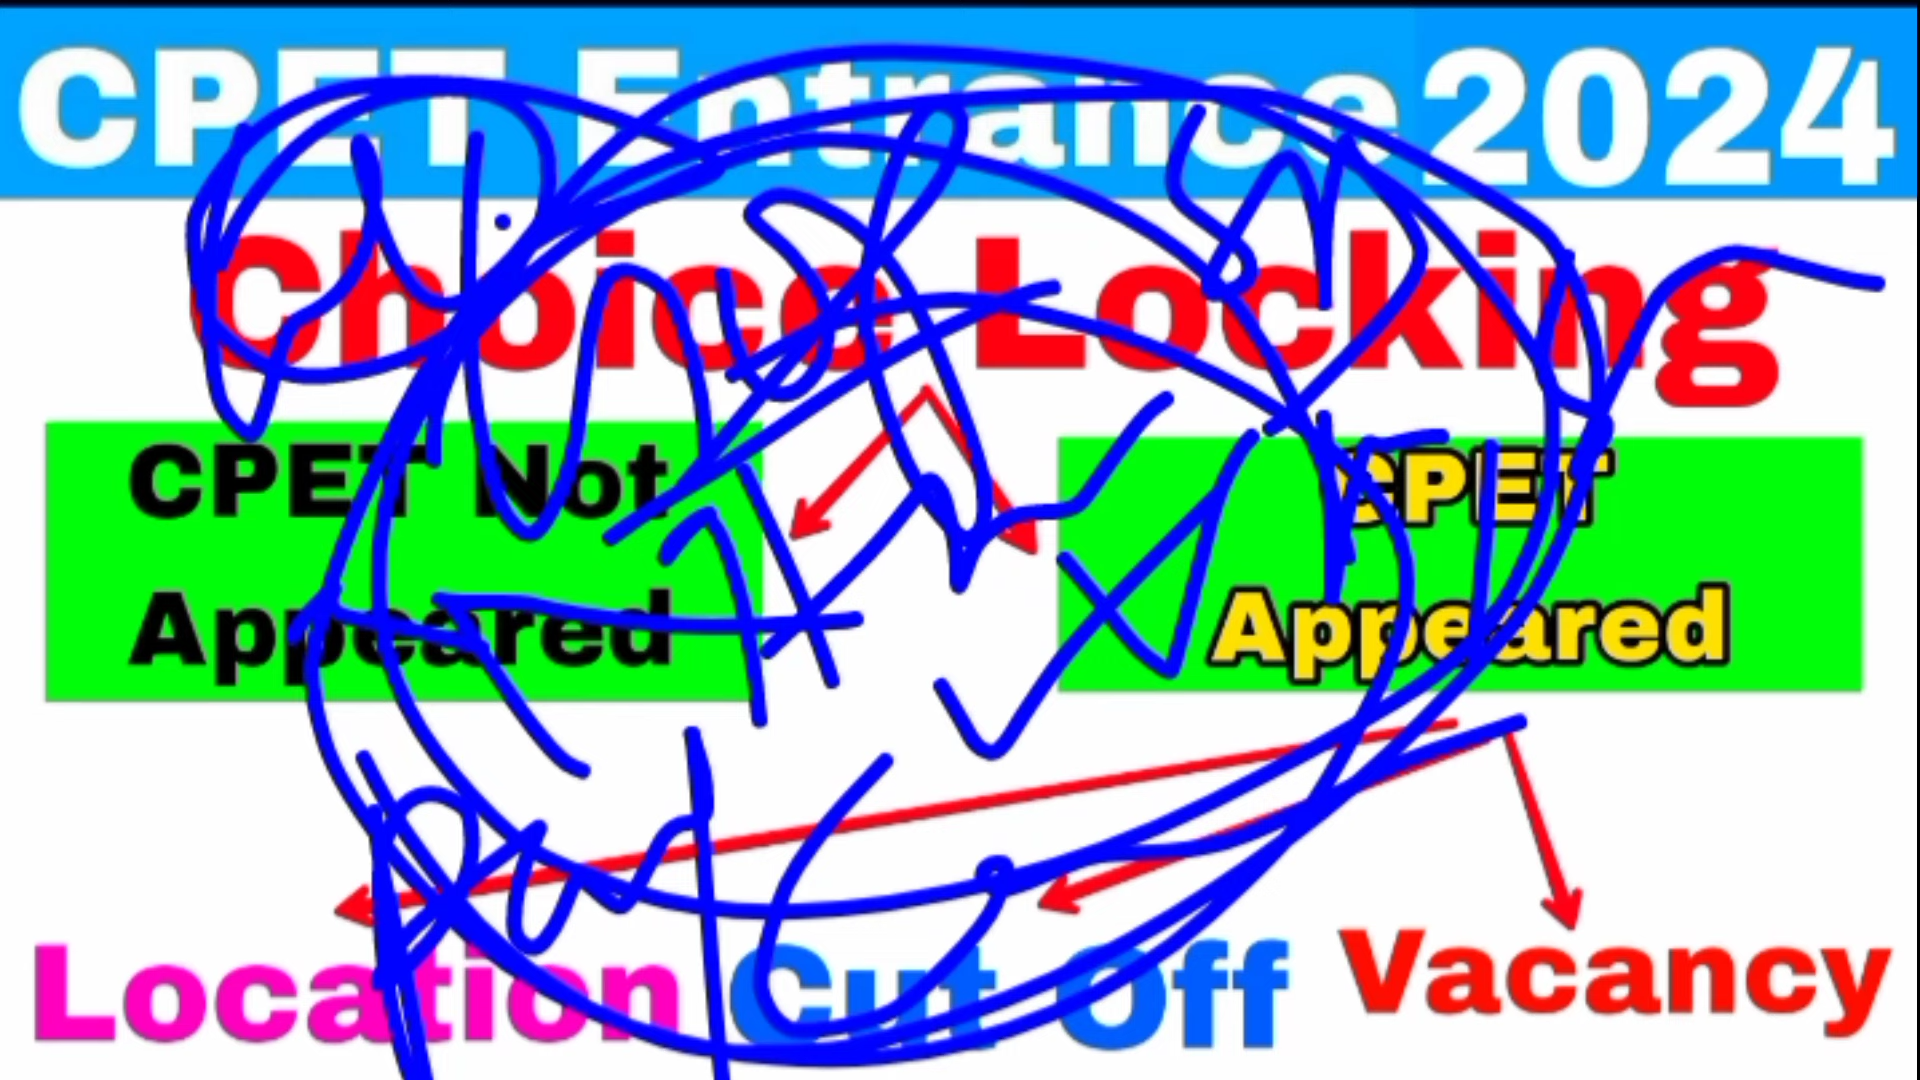 CPET Entrance 2024
Choice Locking
CPET Not
Appeared
CPET
Appeared
Location Cut Off Vacancy